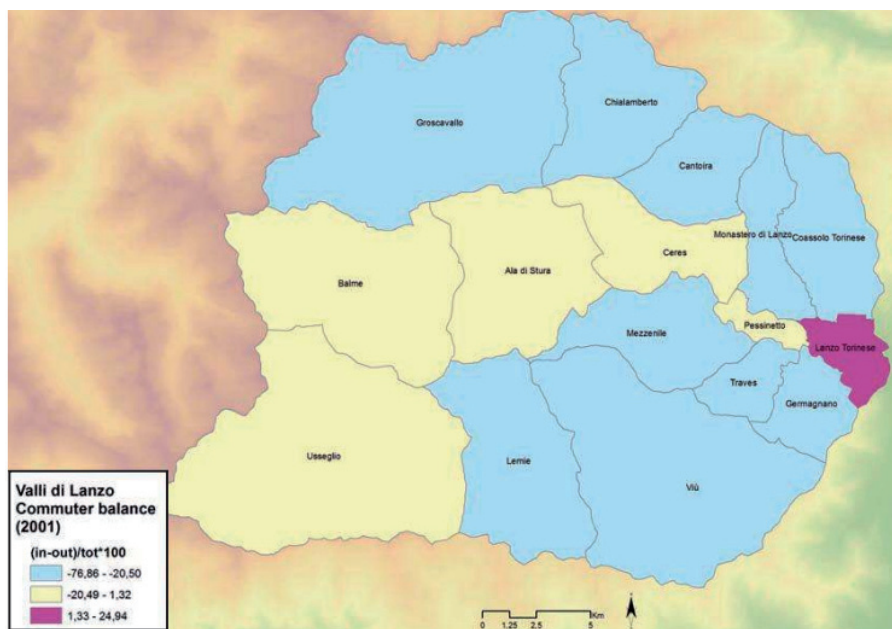 Chialamberto
Groscavallo
Cantoira
Monastero di Lanzo
Coassolo Torinese
Ceres
Ala di Stura
Balme
Pessinetto
Mezzenile
Lanzo Torinese
Traves
Germagnano
Usseglio
Lemie
Viù
Valli di Lanzo
Commuter balance
(2001)
(in-out)/tot*100
-76,86 - -20,50
-20,49 - 1,32
1,33 - 24,94
Km
0 1.25 2.5 5